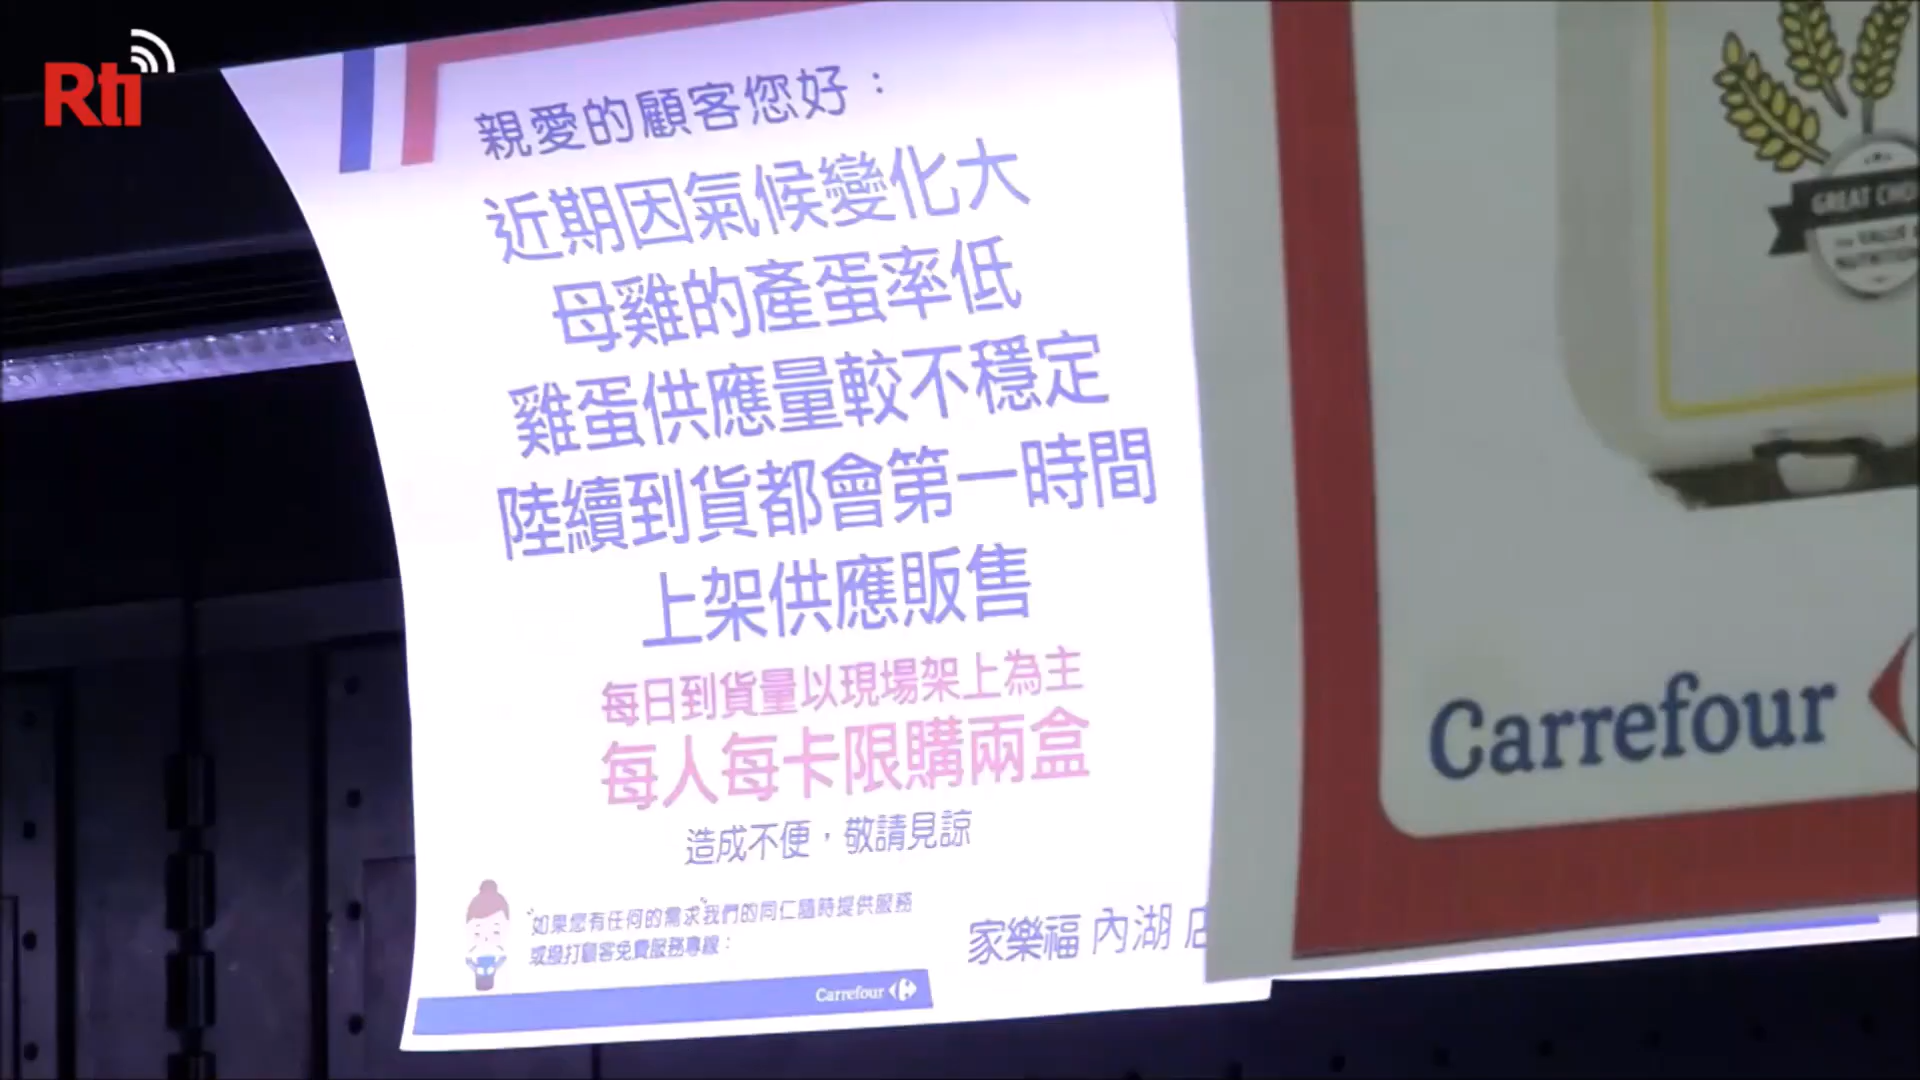 Rti
親愛的顧客您好：
近期因氣候變化大
母雞的產蛋率低
雞蛋供應量較不穩定
陸續到貨都會第一時間
上架供應販售
每日到貨量以現場架上為主
每人每卡限購兩盒
造成不便，敬請見諒
如果您有任何的需求我們的同仁隨時提供服務
或撥打顧客免費服務專線：
家樂福 內湖 店
Carrefour
GREAT
VALUE
NUTRITION
Carrefour